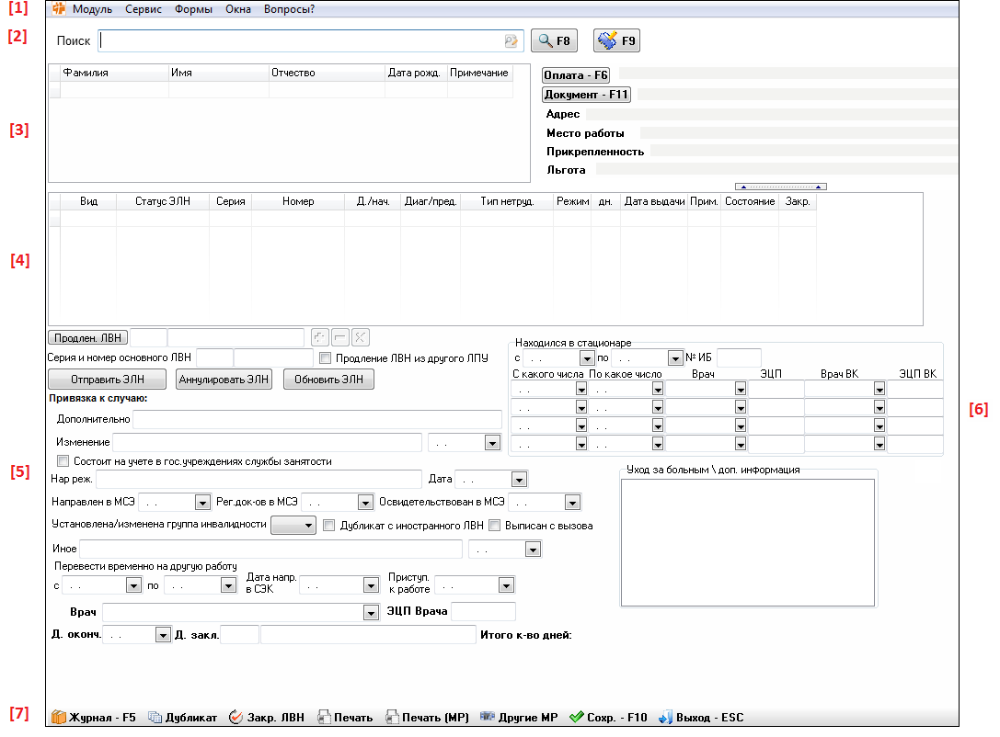 [1] Модуль Сервис Формы Окна Вопросы?
[2] Поиск F8 F9
Фамилия Имя Отчество Дата рожд. Примечание
Оплата - F6
Документ - F11
Адрес
[3] Место работы
Прикрепленность
Льгота
Вид Статус ЭЛН Серия Номер Д./нач. Диаг/пред. Тип нетруд. Режим дн. Дата выдачи Прим. Состояние Закр.
[4]
Продлен. ЛВН
Серия и номер основного ЛВН Продление ЛВН из другого ЛПУ
Отправить ЭЛН Аннулировать ЭЛН Обновить ЭЛН
Привязка к случаю:
Находился в стационаре
с . . по . . № ИБ
С какого числа По какое число Врач ЭЦП Врач ВК ЭЦП ВК
. . . .
. . . .
. . . .
. . . .
[6]
Дополнительно
Изменение . .
Состоит на учете в гос.учреждениях службы занятости
[5]
Нар реж. Дата . .
Направлен в МСЭ . . Рег.док-ов в МСЭ . . Освидетельствован в МСЭ . .
Установлена/изменена группа инвалидности Дубликат с иностранного ЛВН Выписан с вызова
Иное . .
Перевести временно на другую работу
с . . по . . Дата напр. в СЭК . . Приступ. к работе . .
Врач ЭЦП Врача
Д. оконч. . . Д. закл. Итого к-во дней:
Уход за больным \ доп. информация
[7] Журнал - F5 Дубликат Закр. ЛВН Печать Печать (МР) Другие МР Сохр. - F10 Выход - ESC